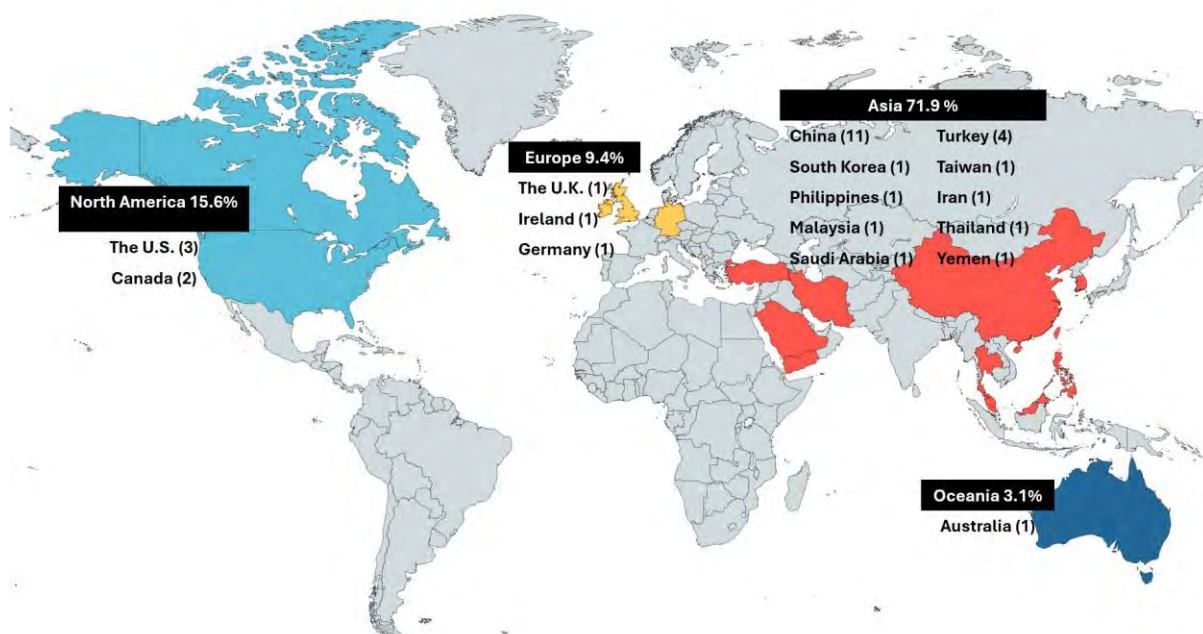 North America 15.6%
The U.S. (3)
Canada (2)
Europe 9.4%
The U.K. (1)
Ireland (1)
Germany (1)
Asia 71.9 %
China (11) Turkey (4)
South Korea (1) Taiwan (1)
Philippines (1) Iran (1)
Malaysia (1) Thailand (1)
Saudi Arabia (1) Yemen (1)
Oceania 3.1%
Australia (1)